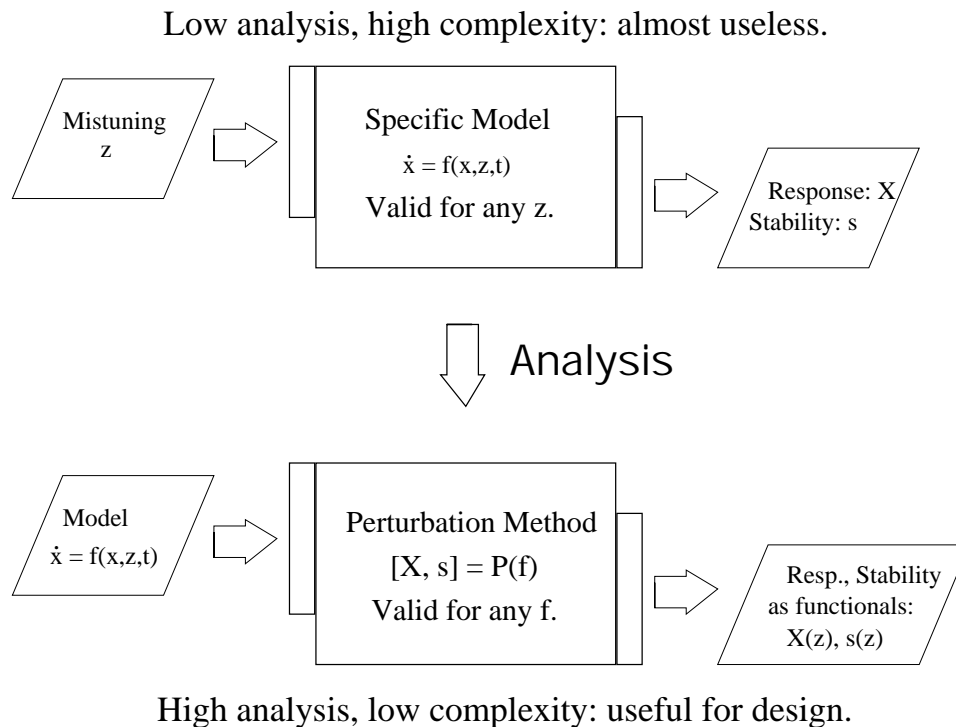 Low analysis, high complexity: almost useless.
Mistuning
z
Specific Model
ẋ = f(x,z,t)
Valid for any z.
Response: X
Stability: s
Analysis
Model
ẋ = f(x,z,t)
Perturbation Method
[X, s] = P(f)
Valid for any f.
Resp., Stability
as functionals:
X(z), s(z)
High analysis, low complexity: useful for design.